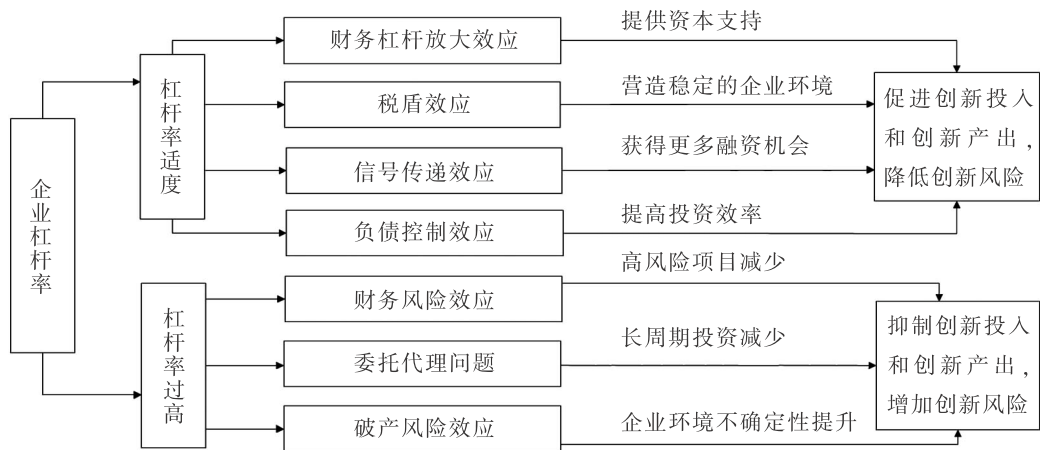 企业杠杆率
杠杆率适度
财务杠杆放大效应
提供资本支持
税盾效应
营造稳定的企业环境
信号传递效应
获得更多融资机会
负债控制效应
提高投资效率
促进创新投入
和创新产出,
降低创新风险
杠杆率过高
财务风险效应
高风险项目减少
委托代理问题
长周期投资减少
破产风险效应
企业环境不确定性提升
抑制创新投入
和创新产出,
增加创新风险